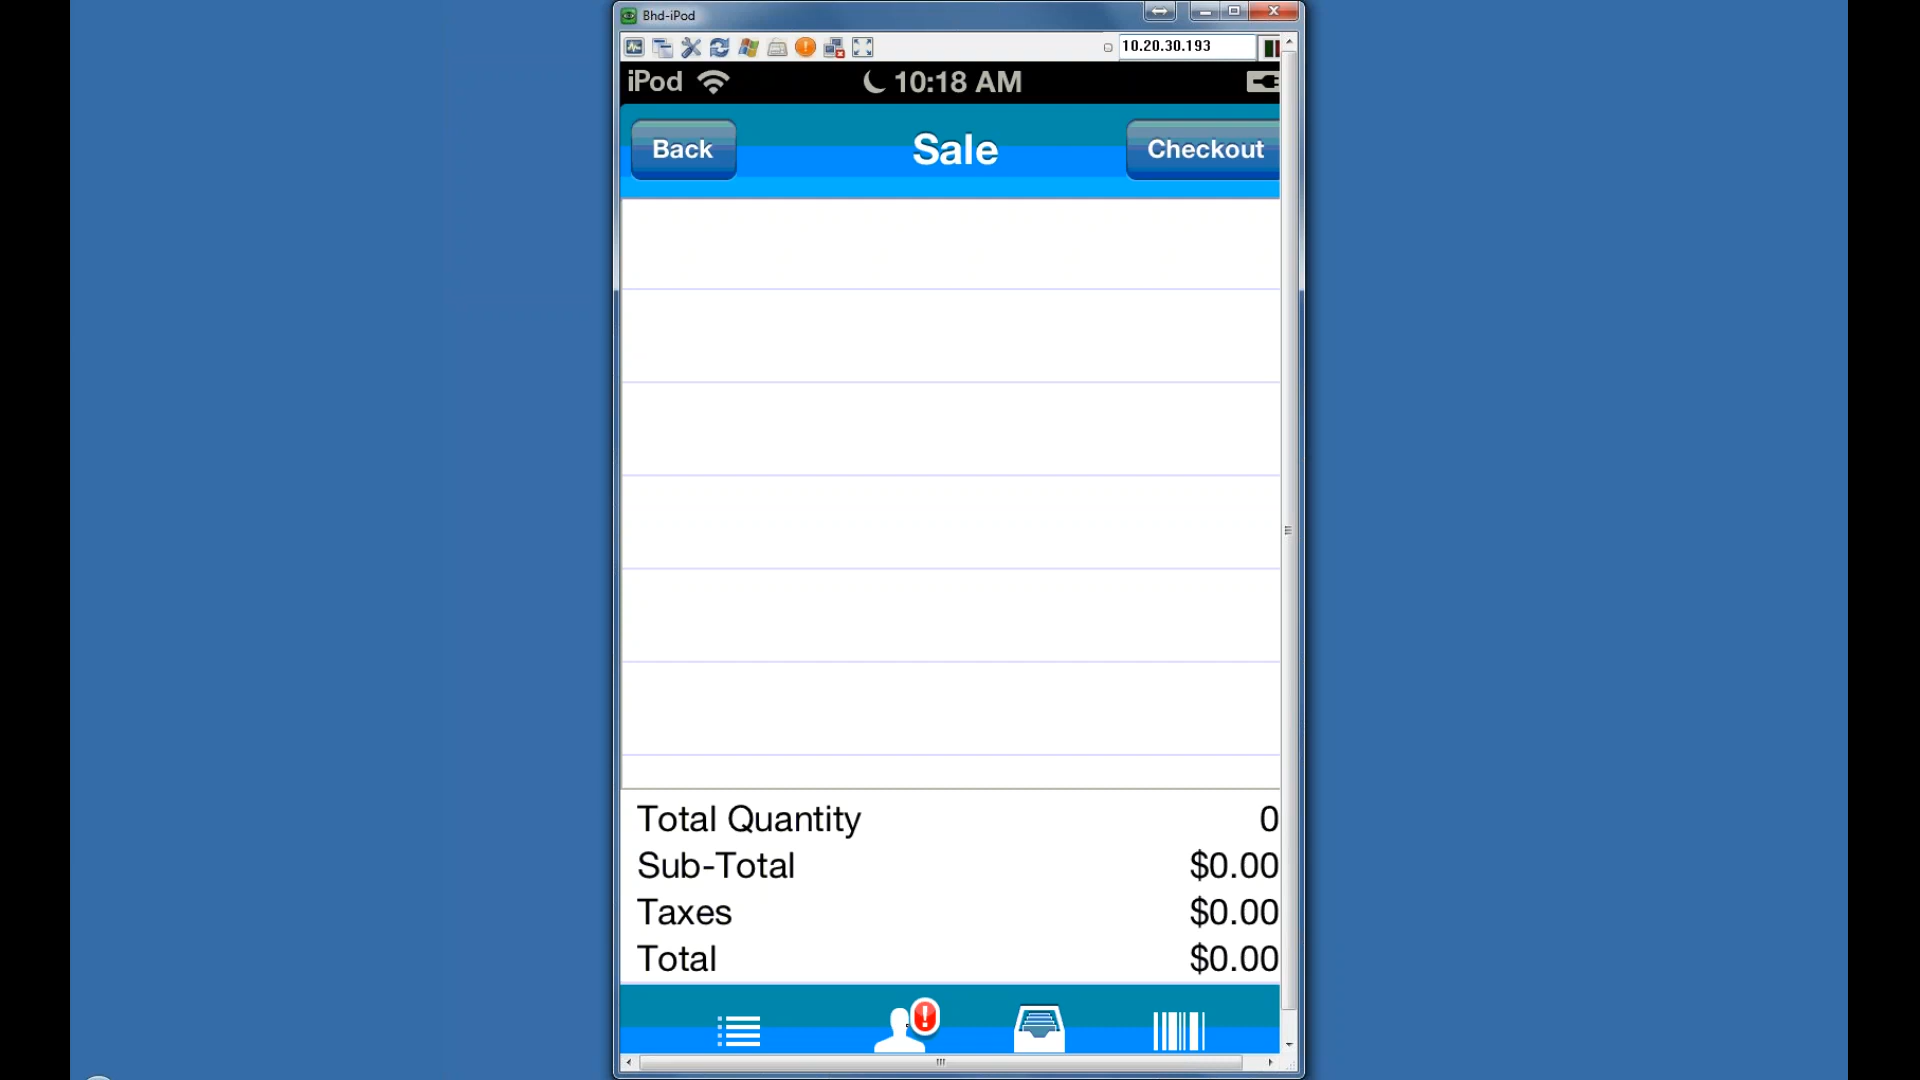 Bhd-iPod
10.20.30.193
iPod 10:18 AM
Back Sale Checkout
Total Quantity 0
Sub-Total $0.00
Taxes $0.00
Total $0.00